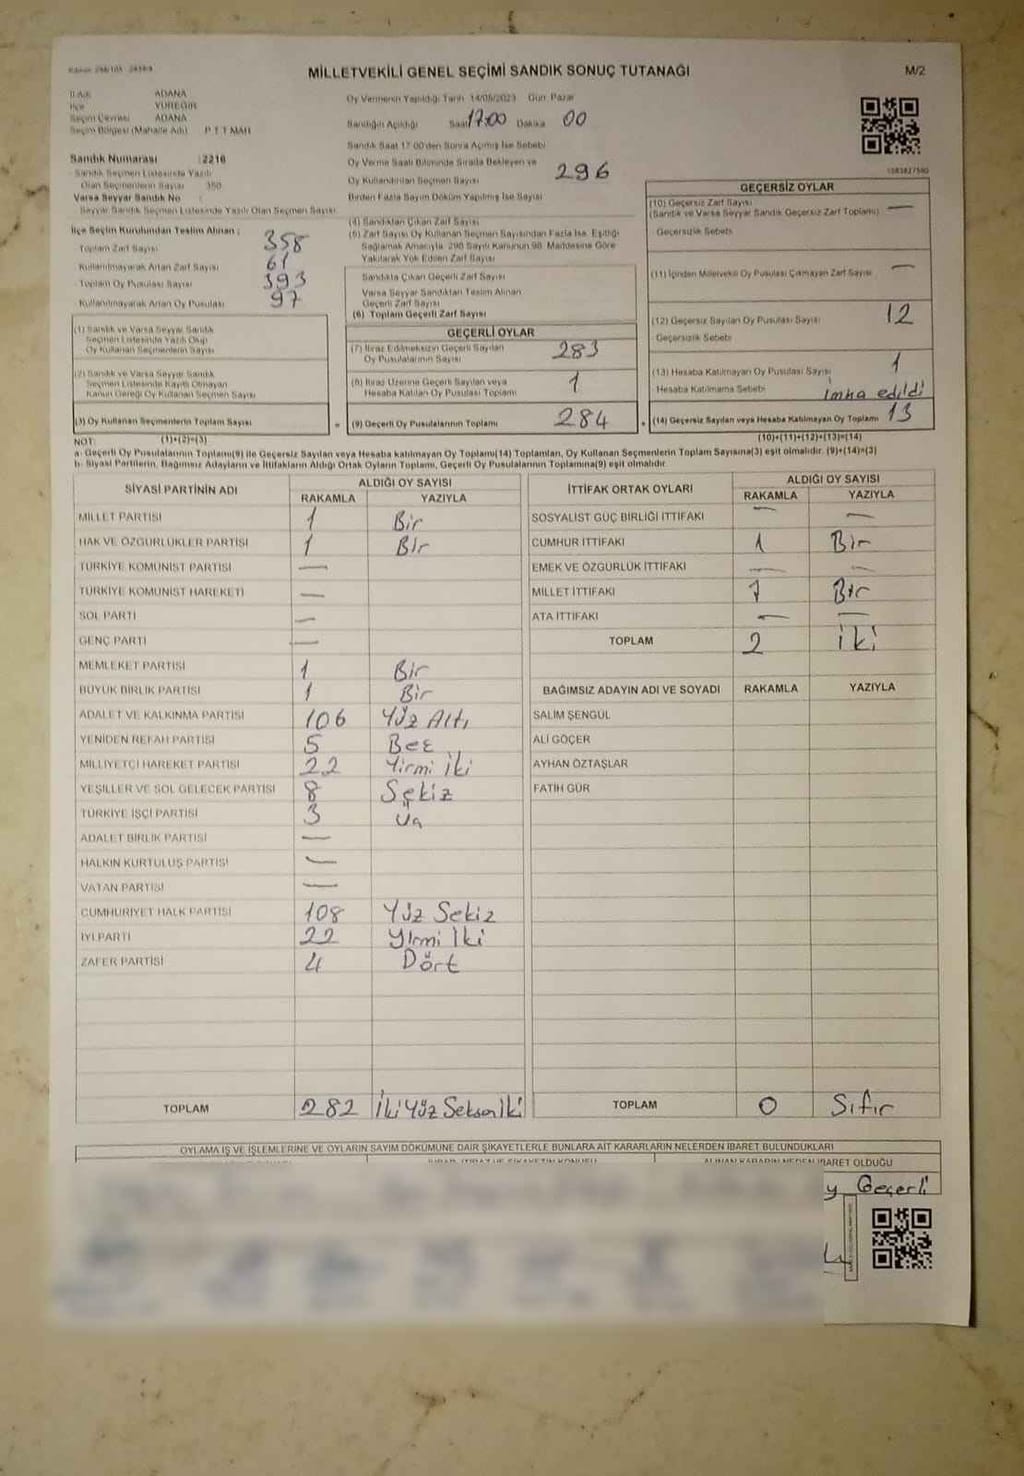 MİLLETVEKİLİ GENEL SEÇİMİ SANDIK SONUÇ TUTANAĞI
M/2
İli Adı ADANA
İlçe YÜREĞİR
Seçim Çevresi ADANA
Seçim Bölgesi (Mahalle Adı) PTT MAH
Sandık Numarası : 2216
Sandık Seçmen Listesinde Yazılı
Olan Seçmenlerin Sayısı 350
Varsa Seyyar Sandık No
Seyyar Sandık Seçmen Listesinde Yazılı Olan Seçmen Sayısı
İlçe Seçim Kurulundan Teslim Alınan :
Toplam Zarf Sayısı 358
Kullanılmayarak Artan Zarf Sayısı 61
Toplam Oy Pusulası Sayısı 393
Kullanılmayarak Artan Oy Pusulası 97
(1) Sandık ve Varsa Seyyar Sandık
Seçmen Listesinde Yazılı Olup
Oy Kullanan Seçmenlerin Sayısı
(2) Sandık ve Varsa Seyyar Sandık
Seçmen Listesinde Kayıtlı Olmayan
Kanun Gereği Oy Kullanan Seçmen Sayısı
(3) Oy Kullanan Seçmenlerin Toplam Sayısı
(1)+(2)=(3)
Oy Vermenin Yapıldığı Tarih 14/05/2023 Gün Pazar
Sandığın Açıldığı Saat 17:00 Dakika 00
Sandık Saat 17:00'den Sonra Açılmış İse Sebebi
Oy Verme Saati Bitiminde Sırada Bekleyen ve
Oy Kullandırılan Seçmen Sayısı 296
Birden Fazla Sayım Döküm Yapılmış İse Sayısı
(4) Sandıktan Çıkan Zarf Sayısı
(5) Zarf Sayısı Oy Kullanan Seçmen Sayısından Fazla İse, Eşitliği
Sağlamak Amacıyla 298 Sayılı Kanunun 98. Maddesine Göre
Yakılarak Yok Edilen Zarf Sayısı
Sandıkta Çıkan Geçerli Zarf Sayısı
Varsa Seyyar Sandıktan Teslim Alınan
Geçerli Zarf Sayısı
(6) Toplam Geçerli Zarf Sayısı
GEÇERLİ OYLAR
(7) İtiraz Edilmeksizin Geçerli Sayılan
Oy Pusulalarının Sayısı 283
(8) İtiraz Üzerine Geçerli Sayılan veya
Hesaba Katılan Oy Pusulası Toplamı 1
(9) Geçerli Oy Pusulalarının Toplamı 284
GEÇERSİZ OYLAR
(10) Geçersiz Zarf Sayısı —
(Sandık ve Varsa Seyyar Sandık Geçersiz Zarf Toplamı)
Geçersizlik Sebebi
(11) İçinden Milletvekili Oy Pusulası Çıkmayan Zarf Sayısı —
(12) Geçersiz Sayılan Oy Pusulası Sayısı 12
Geçersizlik Sebebi
(13) Hesaba Katılmayan Oy Pusulası Sayısı 1
Hesaba Katılmama Sebebi imha edildi
(14) Geçersiz Sayılan veya Hesaba Katılmayan Oy Toplamı 13
(10)+(11)+(12)+(13)=(14)
NOT:
a- Geçerli Oy Pusulalarının Toplamı(9) ile Geçersiz Sayılan veya Hesaba katılmayan Oy Toplamı(14) Toplamları, Oy Kullanan Seçmenlerin Toplam Sayısına(3) eşit olmalıdır. (9)+(14)=(3)
b- Siyasi Partilerin, Bağımsız Adayların ve İttifakların Aldığı Ortak Oyların Toplamı, Geçerli Oy Pusulalarının Toplamına(9) eşit olmalıdır
SİYASİ PARTİNİN ADI ALDIĞI OY SAYISI
RAKAMLA YAZIYLA
MİLLET PARTİSİ 1 Bir
HAK VE ÖZGÜRLÜKLER PARTİSİ 1 Bir
TÜRKİYE KOMÜNİST PARTİSİ —
TÜRKİYE KOMÜNİST HAREKETİ —
SOL PARTİ —
GENÇ PARTİ —
MEMLEKET PARTİSİ 1 Bir
BÜYÜK BİRLİK PARTİSİ 1 Bir
ADALET VE KALKINMA PARTİSİ 106 Yüz Altı
YENİDEN REFAH PARTİSİ 5 Beş
MİLLİYETÇİ HAREKET PARTİSİ 22 Yirmi iki
YEŞİLLER VE SOL GELECEK PARTİSİ 8 Sekiz
TÜRKİYE İŞÇİ PARTİSİ 3 Üç
ADALET BİRLİK PARTİSİ —
HALKIN KURTULUŞ PARTİSİ —
VATAN PARTİSİ —
CUMHURİYET HALK PARTİSİ 108 Yüz Sekiz
İYİ PARTİ 22 Yirmi İki
ZAFER PARTİSİ 4 Dört
TOPLAM 282 İki Yüz Seksen İki
İTTİFAK ORTAK OYLARI ALDIĞI OY SAYISI
RAKAMLA YAZIYLA
SOSYALİST GÜÇ BİRLİĞİ İTTİFAKI — —
CUMHUR İTTİFAKI 1 Bir
EMEK VE ÖZGÜRLÜK İTTİFAKI — —
MİLLET İTTİFAKI 1 Bir
ATA İTTİFAKI — —
TOPLAM 2 İki
BAĞIMSIZ ADAYIN ADI VE SOYADI RAKAMLA YAZIYLA
SALİM ŞENGÜL
ALİ GÖÇER
AYHAN ÖZTAŞLAR
FATİH GÜR
TOPLAM 0 Sıfır
OYLAMA İŞ VE İŞLEMLERİNE VE OYLARIN SAYIM DÖKÜMÜNE DAİR ŞİKAYETLERLE BUNLARA AİT KARARLARIN NELERDEN İBARET BULUNDUKLARI
İBARET OLDUĞU
y Geçerli